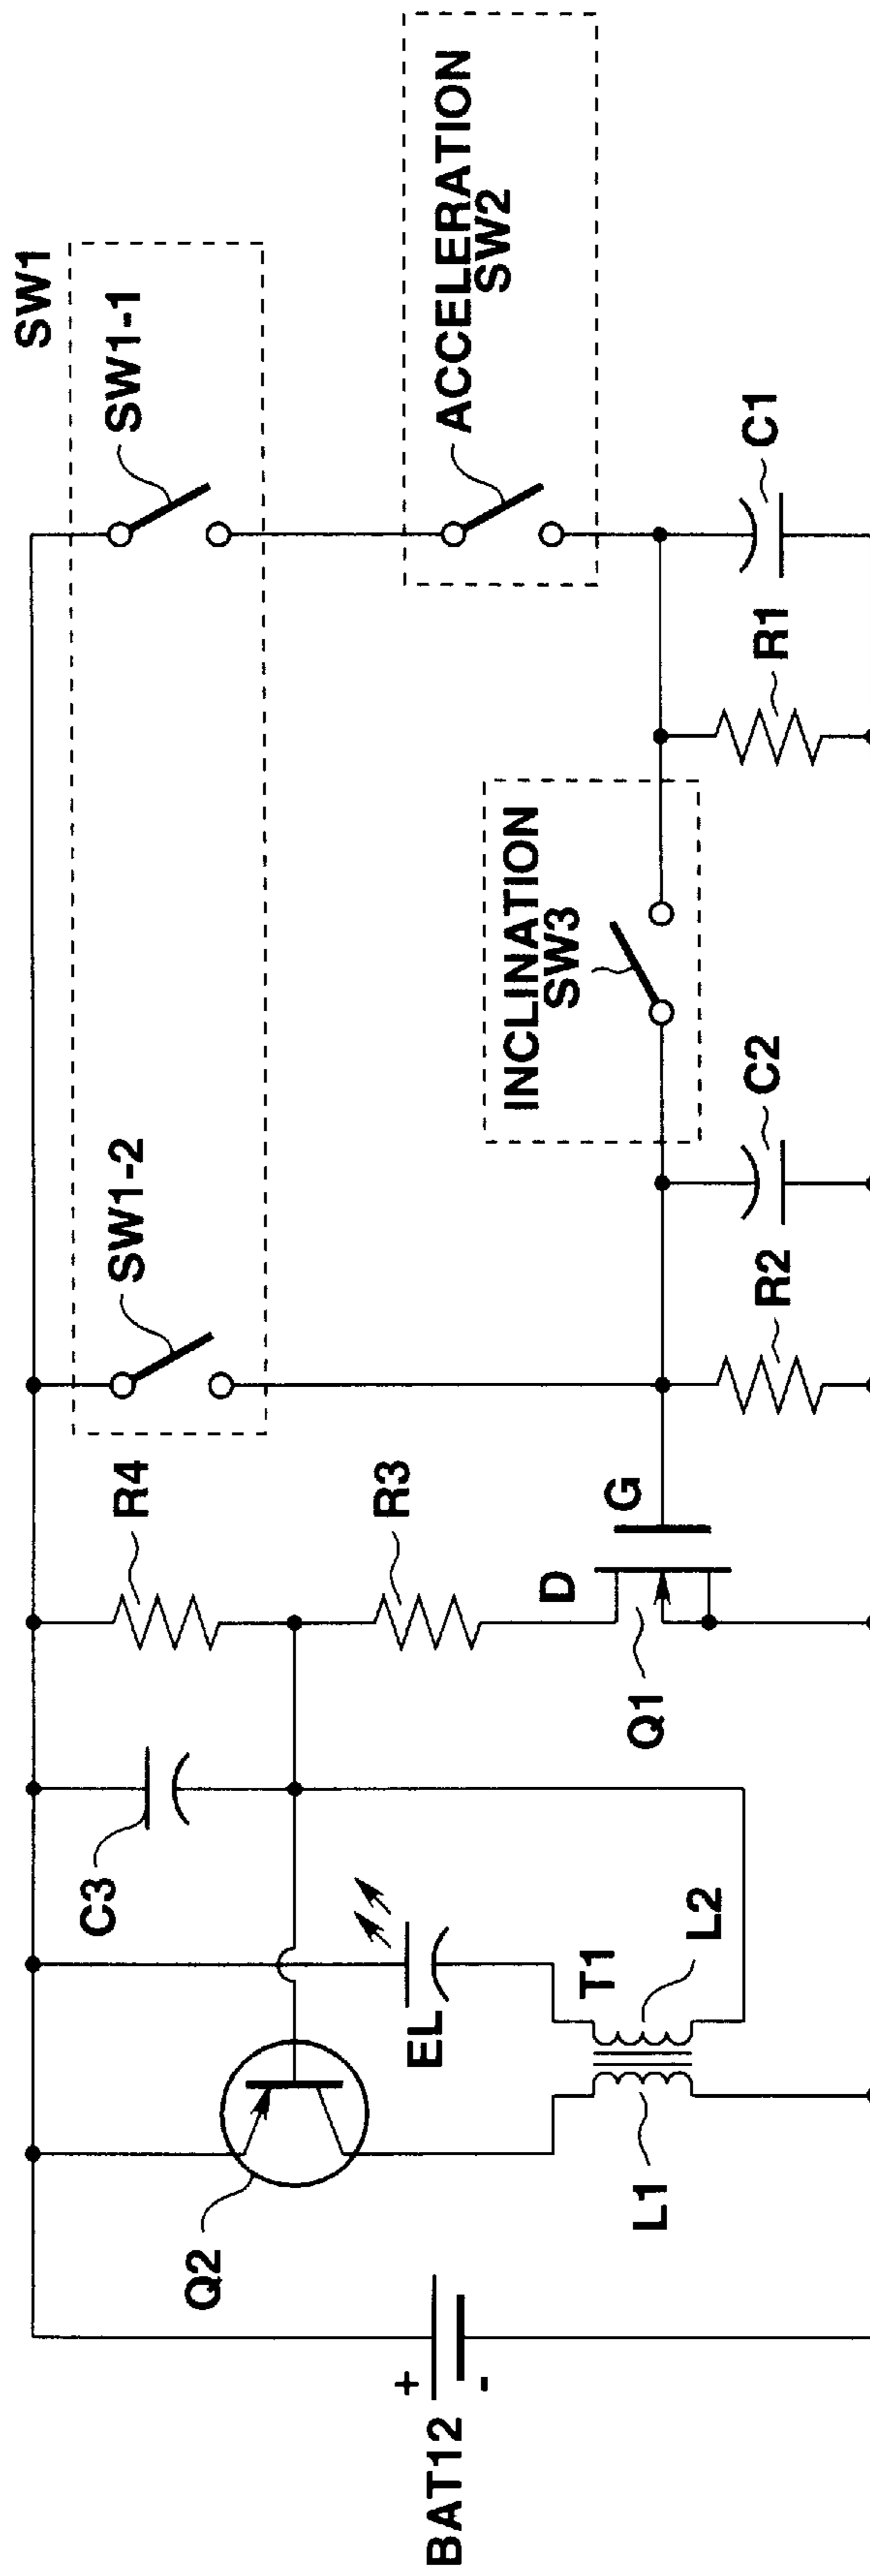 SW1
SW1-1
SW1-2
ACCELERATION
SW2
INCLINATION
SW3
C1
R1
C2
R2
R4
R3
G
D
Q1
C3
EL
T1
L2
L1
Q2
+
-
BAT12